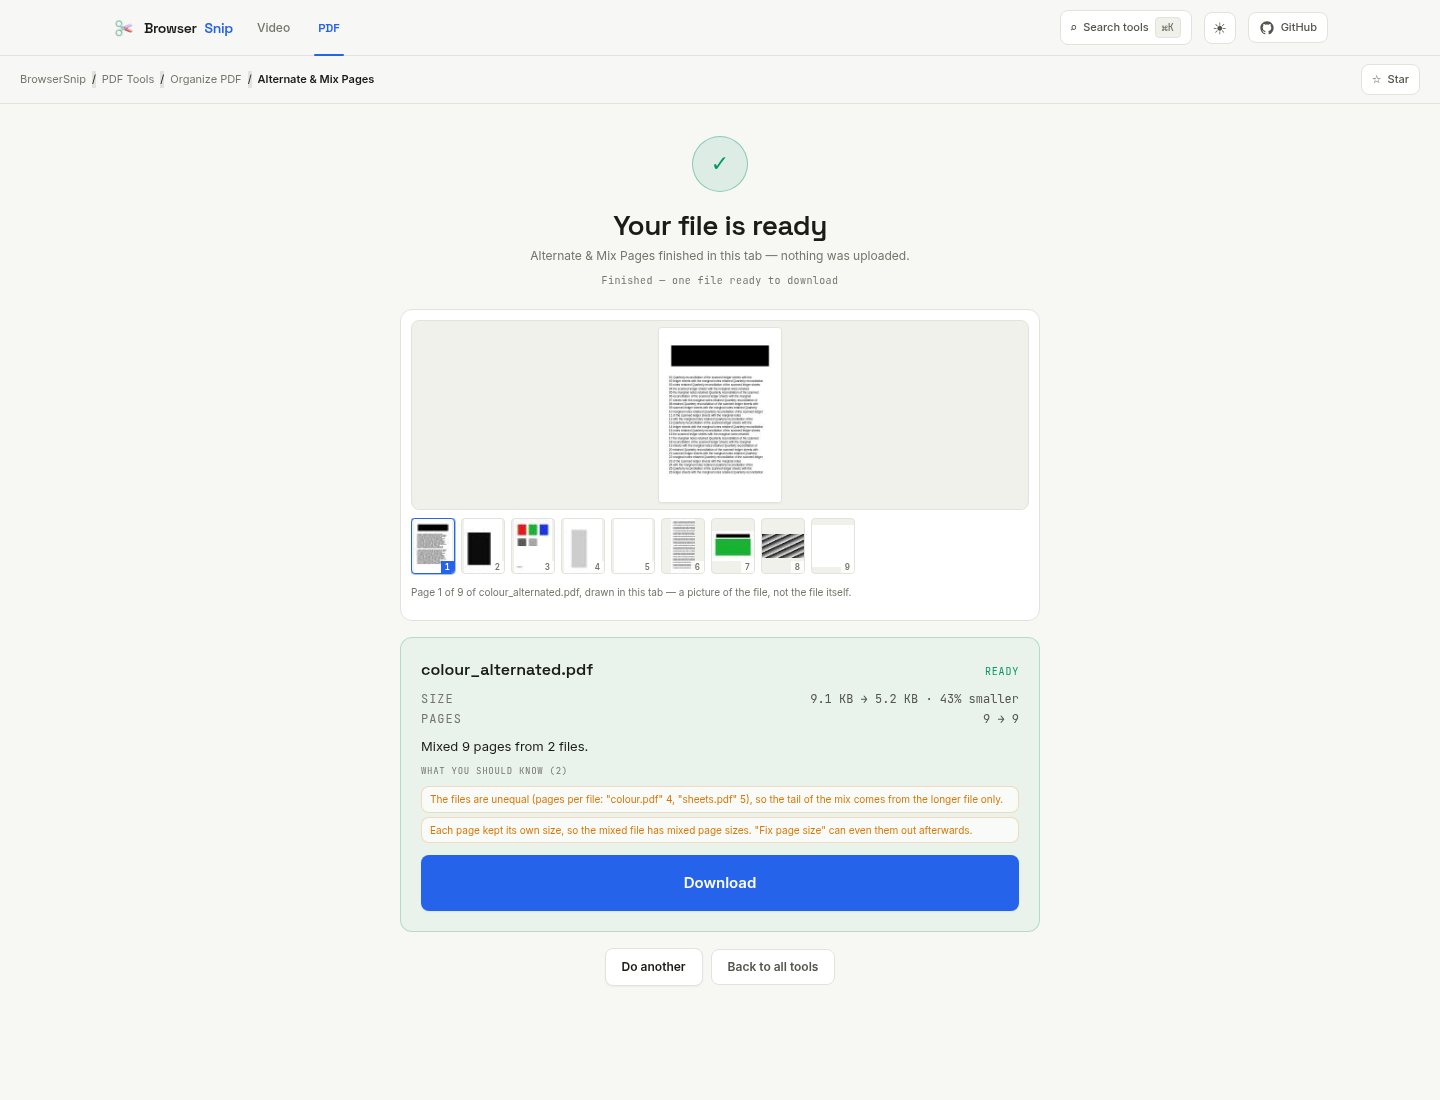 Browser Snip Video PDF Search tools ⌘K GitHub
BrowserSnip / PDF Tools / Organize PDF / Alternate & Mix Pages ☆ Star
✓
Your file is ready
Alternate & Mix Pages finished in this tab — nothing was uploaded.
Finished — one file ready to download
1 2 3 4 5 6 7 8 9
Page 1 of 9 of colour_alternated.pdf, drawn in this tab — a picture of the file, not the file itself.
colour_alternated.pdf READY
SIZE 9.1 KB → 5.2 KB · 43% smaller
PAGES 9 → 9
Mixed 9 pages from 2 files.
WHAT YOU SHOULD KNOW (2)
The files are unequal (pages per file: "colour.pdf" 4, "sheets.pdf" 5), so the tail of the mix comes from the longer file only.
Each page kept its own size, so the mixed file has mixed page sizes. "Fix page size" can even them out afterwards.
Download
Do another Back to all tools